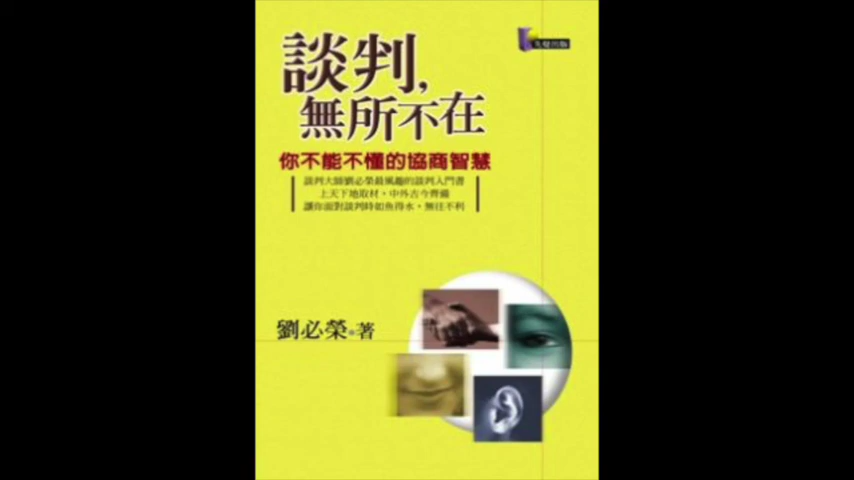 談判,
無所不在
你不能不懂的協商智慧
談判大師劉必榮最風趣的談判入門書
上天下地取材，中外古今齊備
讓你面對談判時如魚得水，無往不利
劉必榮●著